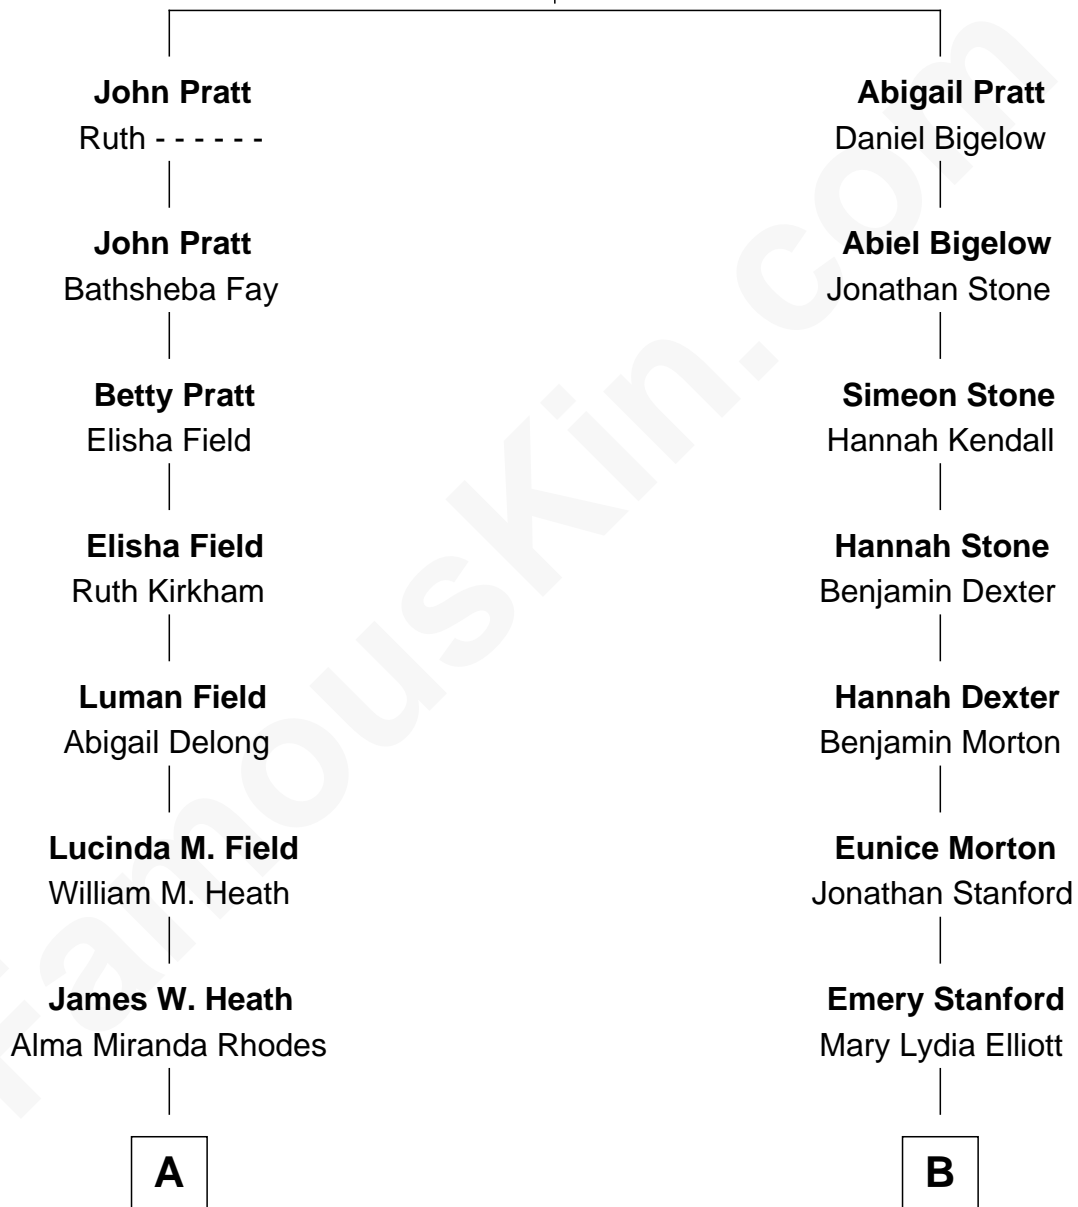 John Pratt
Ruth - - - - - -
John Pratt
Bathsheba Fay
Betty Pratt
Elisha Field
Elisha Field
Ruth Kirkham
Luman Field
Abigail Delong
Lucinda M. Field
William M. Heath
James W. Heath
Alma Miranda Rhodes
A
Abigail Pratt
Daniel Bigelow
Abiel Bigelow
Jonathan Stone
Simeon Stone
Hannah Kendall
Hannah Stone
Benjamin Dexter
Hannah Dexter
Benjamin Morton
Eunice Morton
Jonathan Stanford
Emery Stanford
Mary Lydia Elliott
B
FamousKin.com